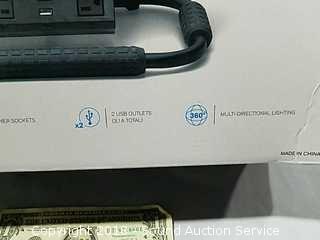 HER SOCKETS
x2
2 USB OUTLETS
(3.1 A TOTAL)
360°
MULTI-DIRECTIONAL LIGHTING
MADE IN CHINA
Copyright 2018 - Sound Auction Service